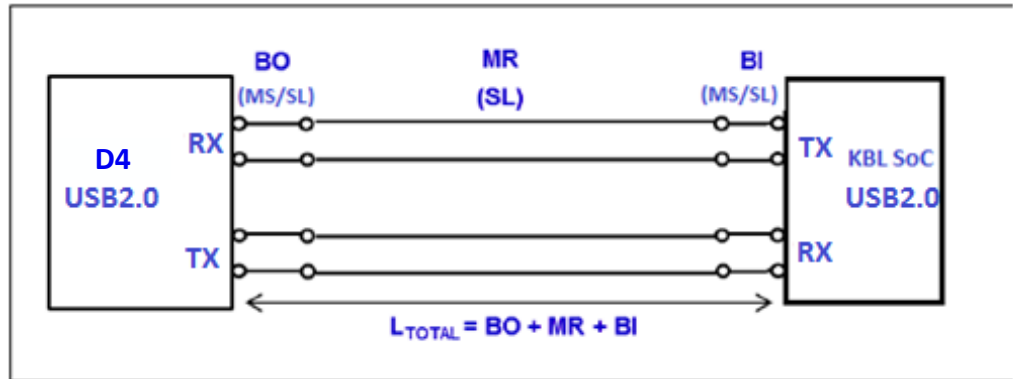 BO
(MS/SL)
MR
(SL)
BI
(MS/SL)
RX
D4
USB2.0
TX
TX
KBL SoC
USB2.0
RX
L_TOTAL = BO + MR + BI